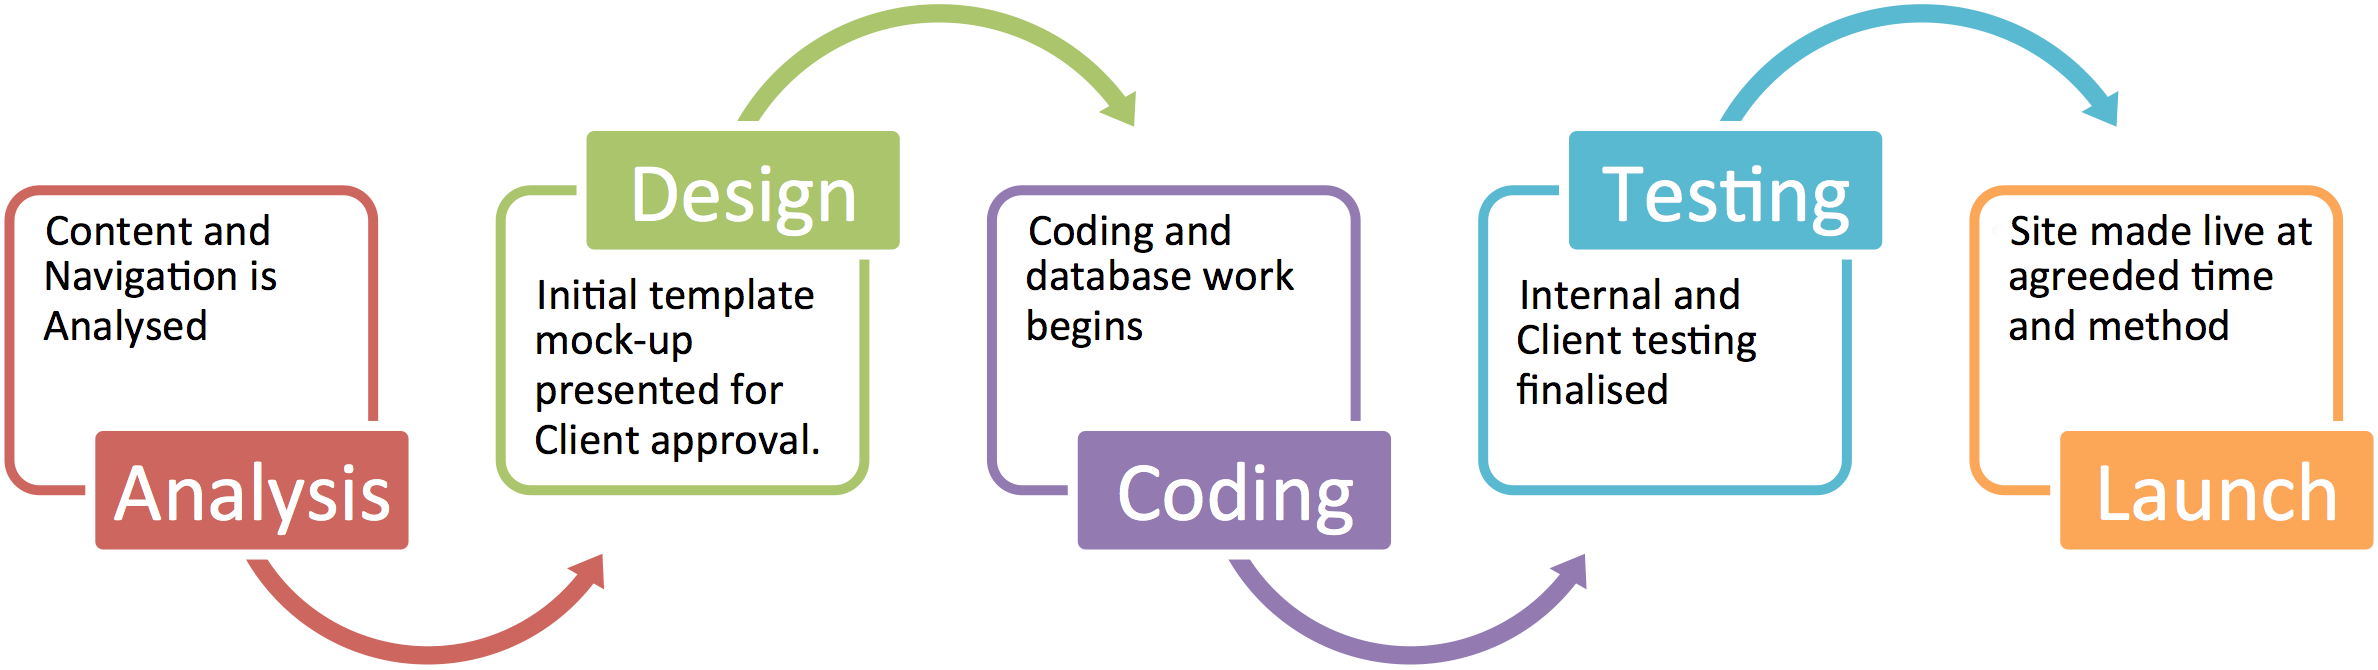 Content and
Navigation is
Analysed
Analysis
Design
Initial template
mock-up
presented for
Client approval.
Coding and
database work
begins
Coding
Testing
Internal and
Client testing
finalised
Site made live at
agreeded time
and method
Launch